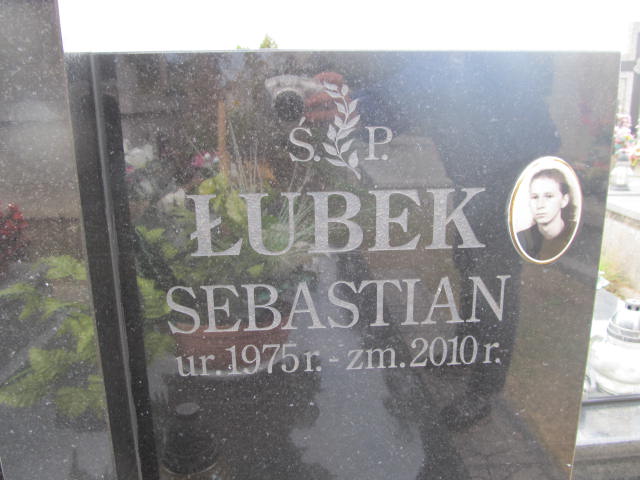 Ś. P.
ŁUBEK
SEBASTIAN
ur. 1975 r. - zm. 2010 r.